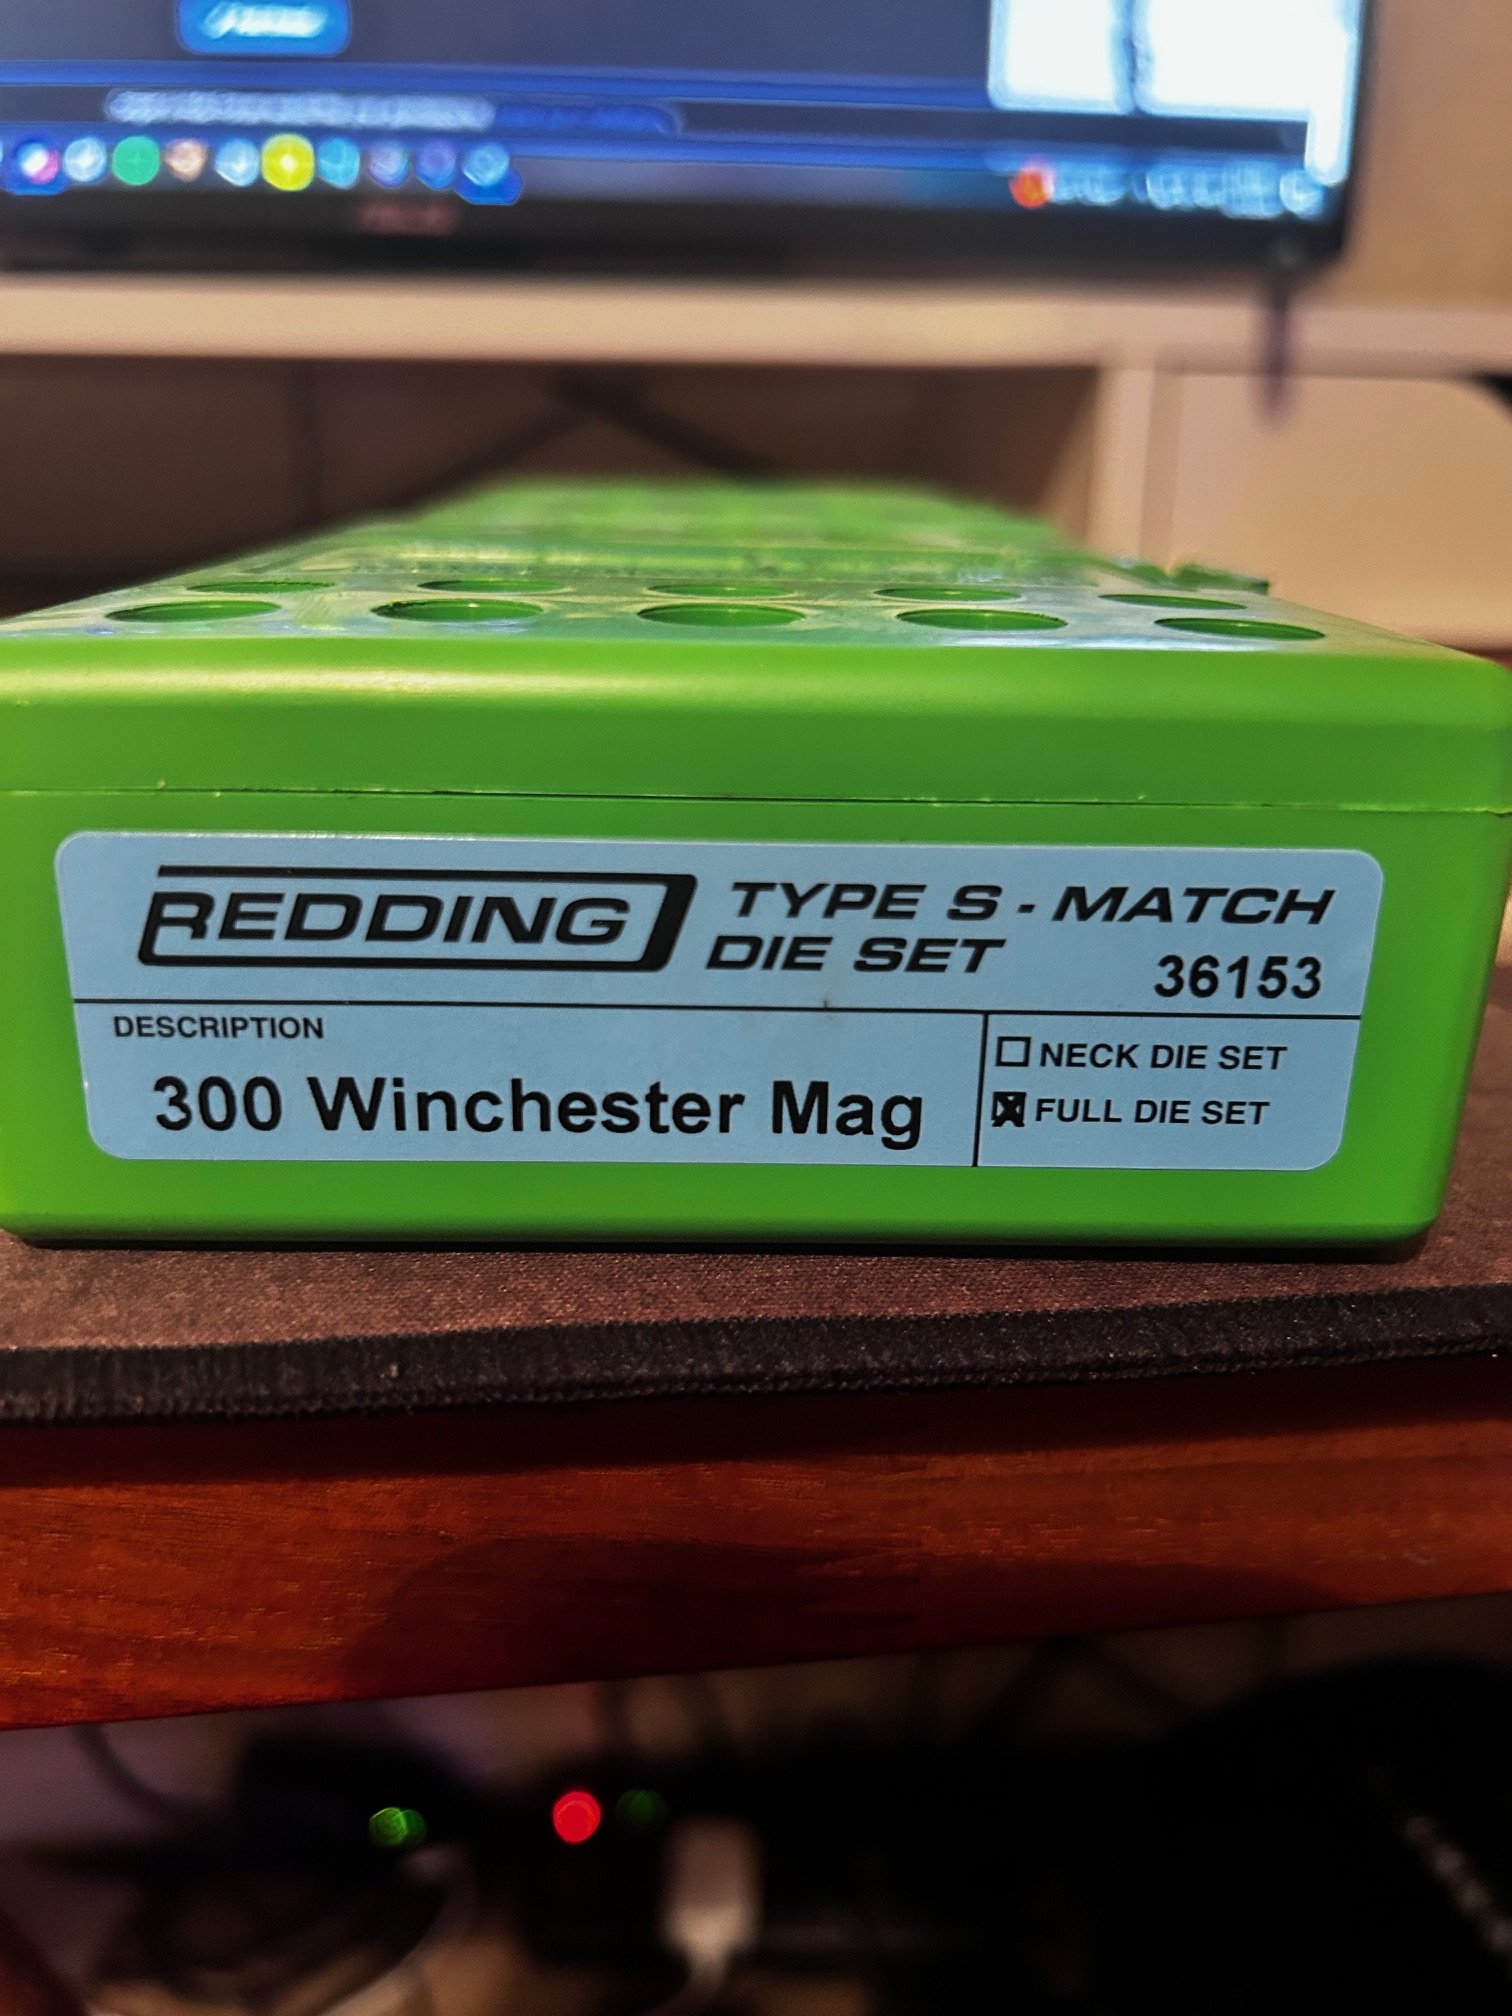 REDDING TYPE S - MATCH
DIE SET
36153
DESCRIPTION
300 Winchester Mag
NECK DIE SET
FULL DIE SET